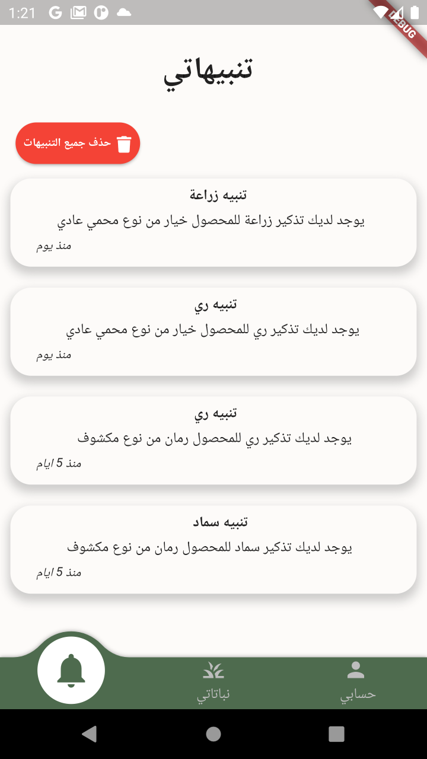 1:21
DEBUG
تنبيهاتي
حذف جميع التنبيهات
تنبيه زراعة
يوجد لديك تذكير زراعة للمحصول خيار من نوع محمي عادي
منذ يوم
تنبيه ري
يوجد لديك تذكير ري للمحصول خيار من نوع محمي عادي
منذ يوم
تنبيه ري
يوجد لديك تذكير ري للمحصول رمان من نوع مكشوف
منذ 5 ايام
تنبيه سماد
يوجد لديك تذكير سماد للمحصول رمان من نوع مكشوف
منذ 5 ايام
حسابي
نباتاتي